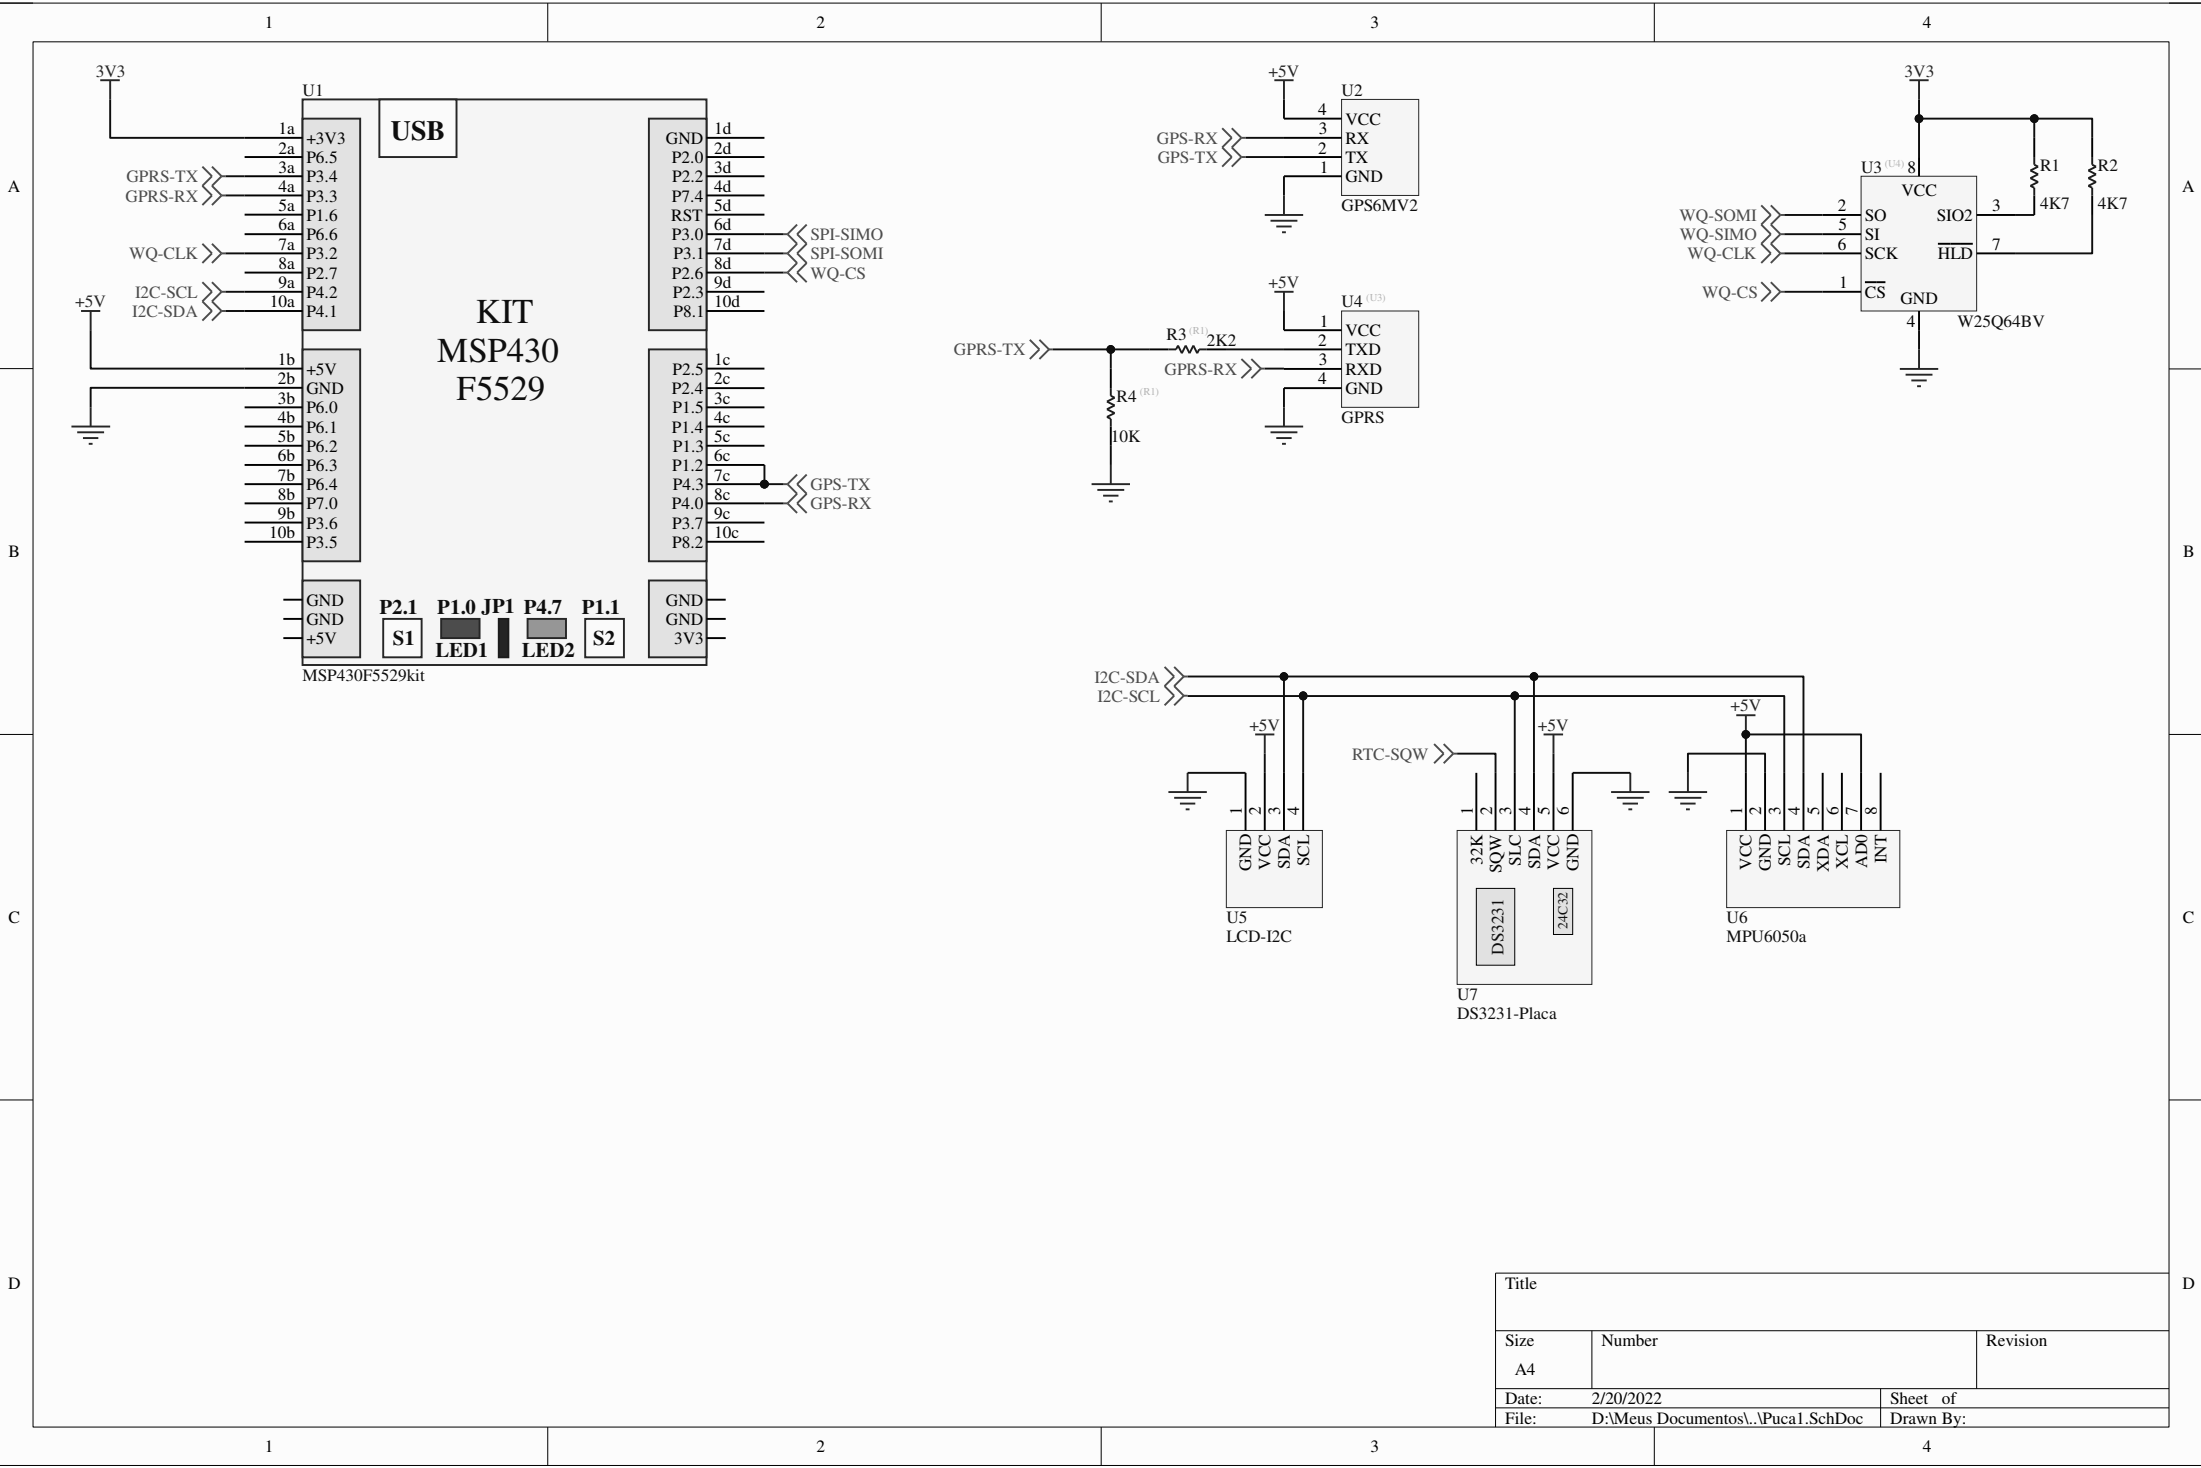 1 2 3 4
A
B
C
D
A
B
C
D
1 2 3 4
3V3
U1
USB
KIT
MSP430
F5529
1a +3V3
2a P6.5
GPRS-TX 3a P3.4
GPRS-RX 4a P3.3
5a P1.6
6a P6.6
WQ-CLK 7a P3.2
8a P2.7
I2C-SCL 9a P4.2
I2C-SDA 10a P4.1
+5V
1b +5V
2b GND
3b P6.0
4b P6.1
5b P6.2
6b P6.3
7b P6.4
8b P7.0
9b P3.6
10b P3.5
GND
GND
+5V
GND 1d
P2.0 2d
P2.2 3d
P7.4 4d
RST 5d
P3.0 6d SPI-SIMO
P3.1 7d SPI-SOMI
P2.6 8d WQ-CS
P2.3 9d
P8.1 10d
P2.5 1c
P2.4 2c
P1.5 3c
P1.4 4c
P1.3 5c
P1.2 6c
P4.3 7c GPS-TX
P4.0 8c GPS-RX
P3.7 9c
P8.2 10c
GND
GND
3V3
P2.1 P1.0 JP1 P4.7 P1.1
S1 S2
LED1 LED2
MSP430F5529kit
+5V
U2
4 VCC
GPS-RX 3 RX
GPS-TX 2 TX
1 GND
GPS6MV2
+5V
U4 (U3)
1 VCC
GPRS-TX R3 (R1) 2K2 2 TXD
GPRS-RX 3 RXD
4 GND
GPRS
R4 (R1)
10K
3V3
U3 (U4) 8
VCC
R1
4K7
R2
4K7
WQ-SOMI 2 SO SIO2 3
WQ-SIMO 5 SI
WQ-CLK 6 SCK HLD 7
WQ-CS 1 CS
GND
4
W25Q64BV
I2C-SDA
I2C-SCL
+5V
1 2 3 4
GND VCC SDA SCL
U5
LCD-I2C
RTC-SQW
+5V
1 2 3 4 5 6
32K SQW SLC SDA VCC GND
DS3231
24C32
U7
DS3231-Placa
+5V
1 2 3 4 5 6 7 8
VCC GND SCL SDA XDA XCL AD0 INT
U6
MPU6050a
Title
Size Number Revision
A4
Date: 2/20/2022 Sheet of
File: D:\Meus Documentos\..\Puca1.SchDoc Drawn By: